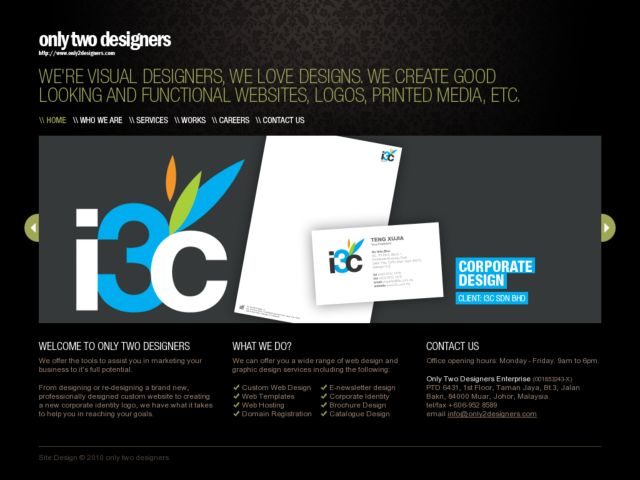 only two designers
http://www.only2designers.com
WE'RE VISUAL DESIGNERS, WE LOVE DESIGNS. WE CREATE GOOD
LOOKING AND FUNCTIONAL WEBSITES, LOGOS, PRINTED MEDIA, ETC.
\\ HOME \\ WHO WE ARE \\ SERVICES \\ WORKS \\ CAREERS \\ CONTACT US
i3c
i3c
i3c
TENG XUJIA
CORPORATE
DESIGN
CLIENT: I3C SDN BHD
WELCOME TO ONLY TWO DESIGNERS
We offer the tools to assist you in marketing your
business to it's full potential.
From designing or re-designing a brand new,
professionally designed custom website to creating
a new corporate identity logo, we have what it takes
to help you in reaching your goals.
WHAT WE DO?
We can offer you a wide range of web design and
graphic design services including the following:
Custom Web Design
Web Templates
Web Hosting
Domain Registration
E-newsletter design
Corporate Identity
Brochure Design
Catalogue Design
CONTACT US
Office opening hours: Monday - Friday. 9am to 6pm.
Only Two Designers Enterprise (001653243-X)
PTD 6431, 1st Floor, Taman Jaya, Bt.3, Jalan
Bakri, 84000 Muar, Johor, Malaysia
tel/fax +606-952 8589
email info@only2designers.com
Site Design © 2010 only two designers